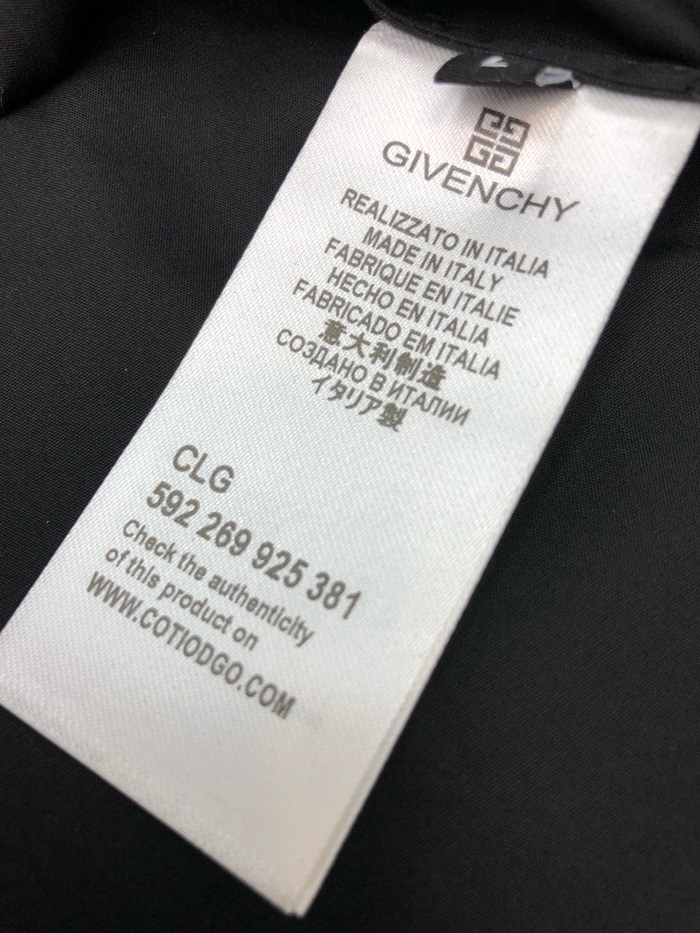 GIVENCHY
REALIZZATO IN ITALIA
MADE IN ITALY
FABRIQUE EN ITALIE
HECHO EN ITALIA
FABRICADO EM ITALIA
意大利制造
СОЗДАНО В ИТАЛИИ
イタリア製
CLG
592 269 925 381
Check the authenticity
of this product on
WWW.COTIODGO.COM